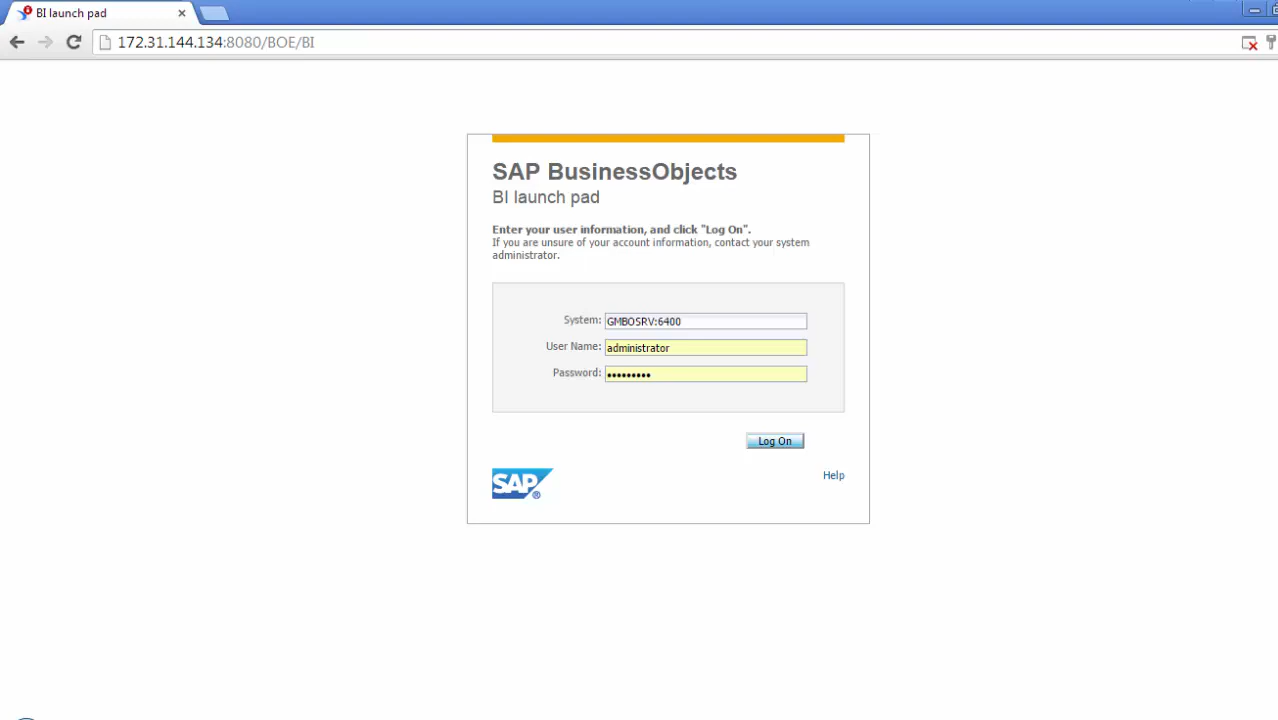 BI launch pad
172.31.144.134:8080/BOE/BI
SAP BusinessObjects
BI launch pad
Enter your user information, and click "Log On".
If you are unsure of your account information, contact your system
administrator.
System: GMBOSRV:6400
User Name: administrator
Password: •••••••••
Log On
SAP®
Help